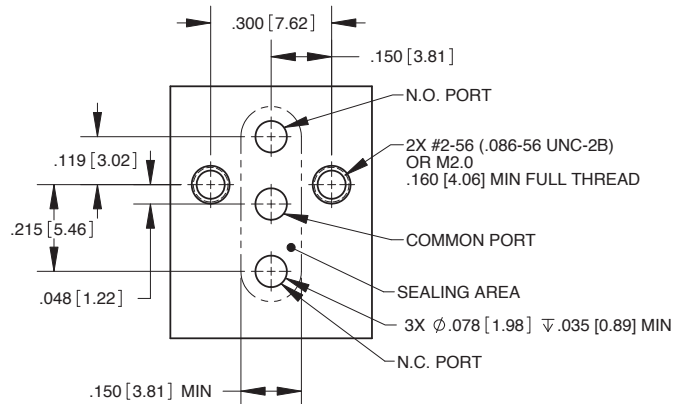 .300 [7.62]
.150 [3.81]
N.O. PORT
2X #2-56 (.086-56 UNC-2B)
OR M2.0
.160 [4.06] MIN FULL THREAD
.119 [3.02]
.215 [5.46]
COMMON PORT
.048 [1.22]
SEALING AREA
3X ⌀.078 [1.98] ↧.035 [0.89] MIN
N.C. PORT
.150 [3.81] MIN